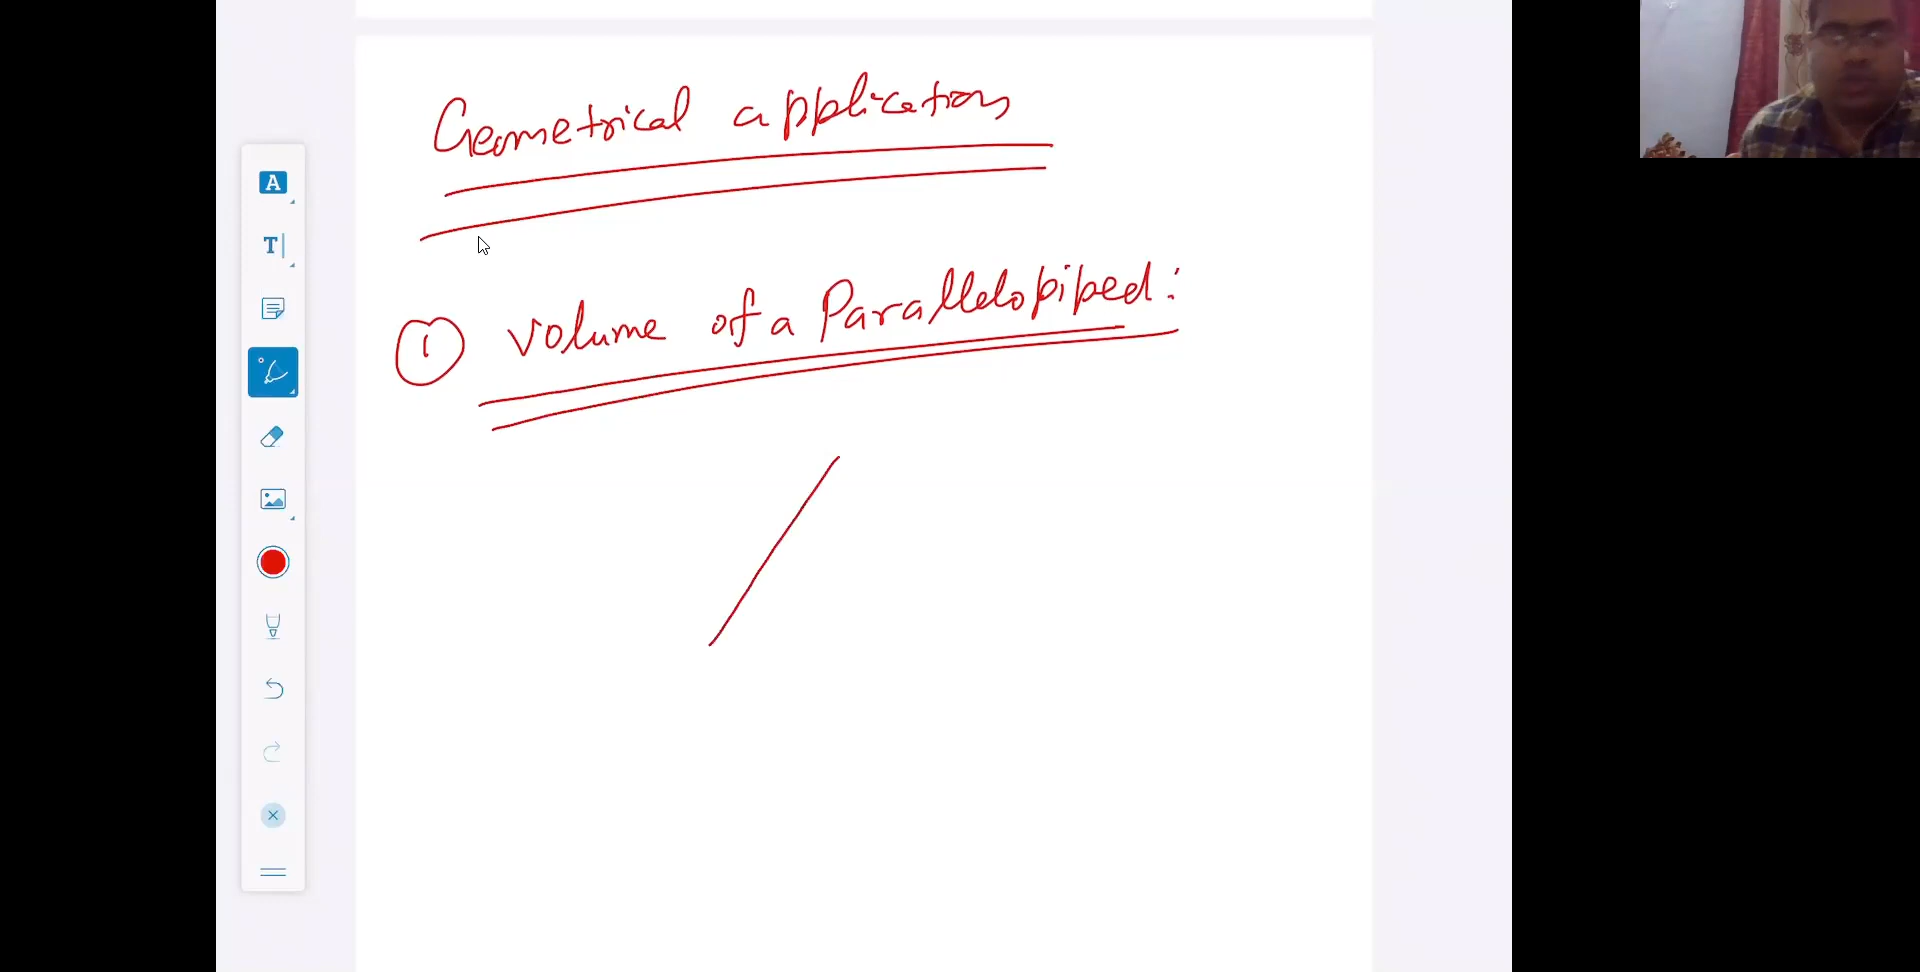 Geometrical applications
① Volume of a Parallelopiped:
A
T